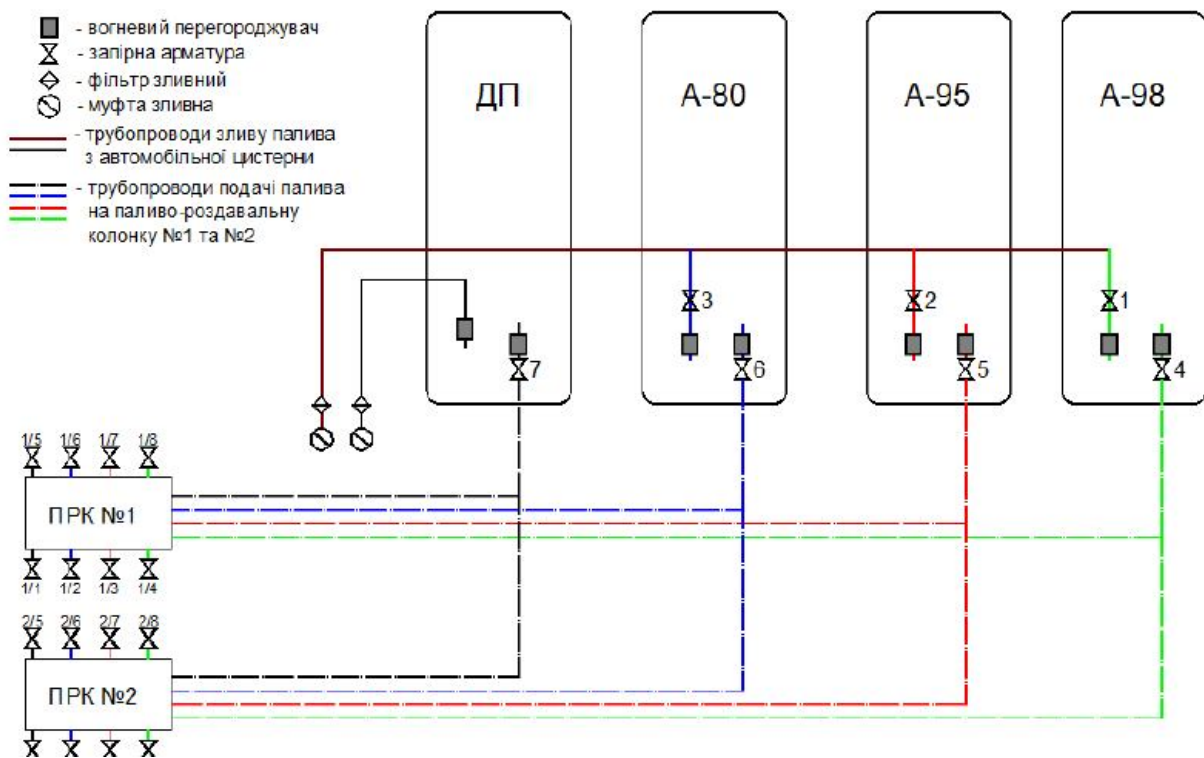 - вогневий перегороджувач
- запірна арматура
- фільтр зливний
- муфта зливна
- трубопроводи зливу палива
з автомобільної цистерни
- трубопроводи подачі палива
на паливо-роздавальну
колонку №1 та №2
ДП
А-80
А-95
А-98
3
2
1
7
6
5
4
1/5 1/6 1/7 1/8
ПРК №1
1/1 1/2 1/3 1/4
2/5 2/6 2/7 2/8
ПРК №2